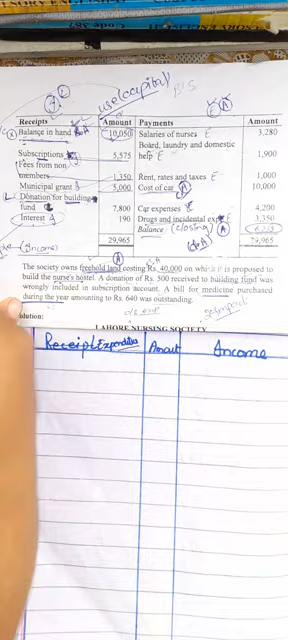 use(capital) B/S
Receipts Amount Payments Amount
Balance in hand 10,050 Salaries of nurses E 3,280
Board, laundry and domestic
Subscriptions 5,575 help E 1,900
Fees from non-
members 1,350 Rent, rates and taxes E 1,000
Municipal grant 5,000 Cost of car A 10,000
L Donation for building
fund 7,800 Car expenses E 4,200
Interest 190 Drugs and incidental exp 3,350
Balance (closing)
29,965 29,965
(Income)
A
The society owns freehold land costing Rs. 40,000 on which it is proposed to
build the nurse's hostel. A donation of Rs. 500 received to building fund was
wrongly included in subscription account. A bill for medicine purchased
during the year amounting to Rs. 640 was outstanding.
o/s exp
olution:
LAHORE NURSING SOCIETY
Receipt Expenditure Amount Income